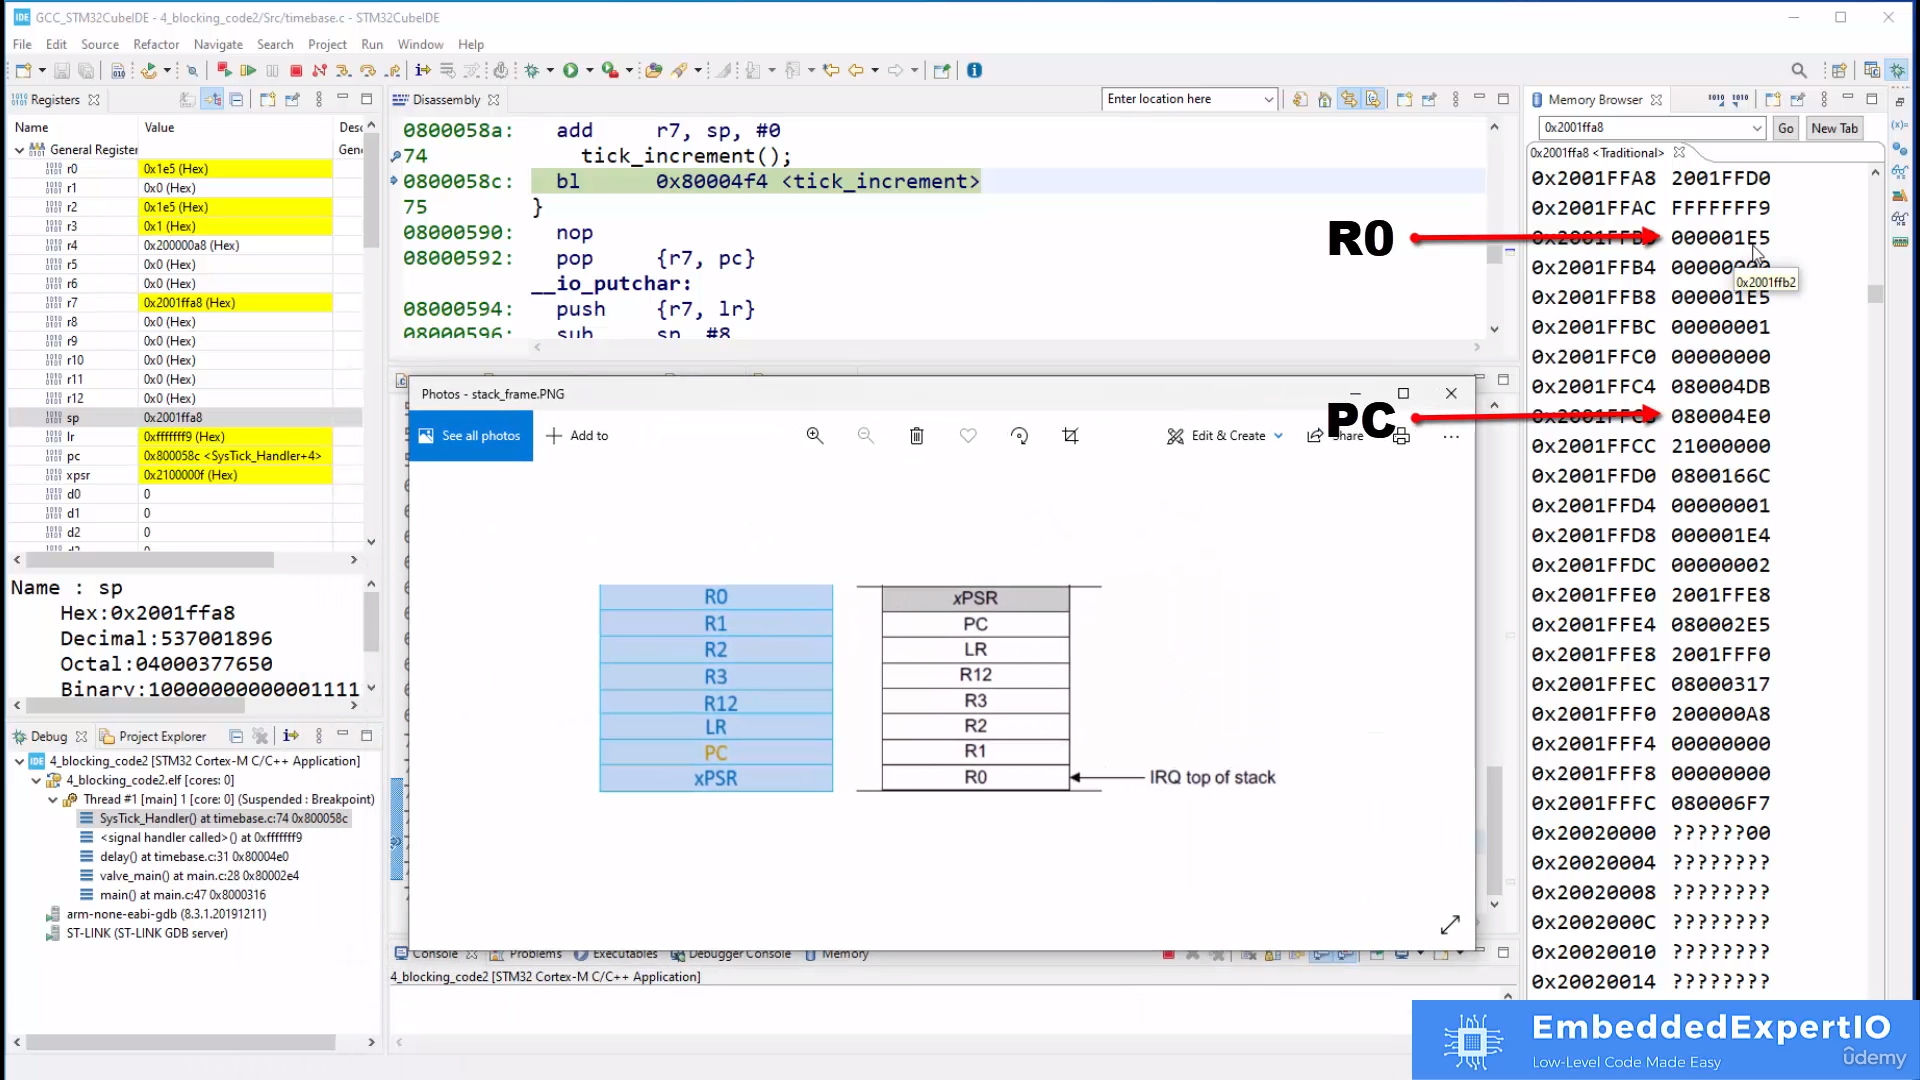 IDE GCC_STM32CubeIDE - 4_blocking_code2/Src/timebase.c - STM32CubeIDE
File Edit Source Refactor Navigate Search Project Run Window Help
Registers
Name Value
General Register
r0 0x1e5 (Hex)
r1 0x0 (Hex)
r2 0x1e5 (Hex)
r3 0x1 (Hex)
r4 0x200000a8 (Hex)
r5 0x0 (Hex)
r6 0x0 (Hex)
r7 0x2001ffa8 (Hex)
r8 0x0 (Hex)
r9 0x0 (Hex)
r10 0x0 (Hex)
r11 0x0 (Hex)
r12 0x0 (Hex)
sp 0x2001ffa8
lr 0xfffffff9 (Hex)
pc 0x800058c <SysTick_Handler+4>
xpsr 0x2100000f (Hex)
d0 0
d1 0
d2 0
Name : sp
Hex:0x2001ffa8
Decimal:537001896
Octal:04000377650
Binary:10000000000001111
Debug Project Explorer
4_blocking_code2 [STM32 Cortex-M C/C++ Application]
4_blocking_code2.elf [cores: 0]
Thread #1 [main] 1 [core: 0] (Suspended : Breakpoint)
SysTick_Handler() at timebase.c:74 0x800058c
<signal handler called>() at 0xfffffff9
delay() at timebase.c:31 0x80004e0
valve_main() at main.c:28 0x80002e4
main() at main.c:47 0x8000316
arm-none-eabi-gdb (8.3.1.20191211)
ST-LINK (ST-LINK GDB server)
Disassembly
Enter location here
0800058a: add r7, sp, #0
74 tick_increment();
0800058c: bl 0x80004f4 <tick_increment>
75 }
08000590: nop
08000592: pop {r7, pc}
__io_putchar:
08000594: push {r7, lr}
08000596: sub sp, #8
Photos - stack_frame.PNG
See all photos
Add to
Edit & Create
Share
R0
R1
R2
R3
R12
LR
PC
xPSR
xPSR
PC
LR
R12
R3
R2
R1
R0
IRQ top of stack
Console Problems Executables Debugger Console Memory
4_blocking_code2 [STM32 Cortex-M C/C++ Application]
R0
PC
Memory Browser
0x2001ffa8
Go
New Tab
0x2001ffa8 <Traditional>
0x2001FFA8 2001FFD0
0x2001FFAC FFFFFFF9
000001E5
0x2001FFB4 00000000
0x2001ffb2
0x2001FFB8 000001E5
0x2001FFBC 00000001
0x2001FFC0 00000000
0x2001FFC4 080004DB
080004E0
0x2001FFCC 21000000
0x2001FFD0 0800166C
0x2001FFD4 00000001
0x2001FFD8 000001E4
0x2001FFDC 00000002
0x2001FFE0 2001FFE8
0x2001FFE4 080002E5
0x2001FFE8 2001FFF0
0x2001FFEC 08000317
0x2001FFF0 200000A8
0x2001FFF4 00000000
0x2001FFF8 00000000
0x2001FFFC 080006F7
0x20020000 ??????00
0x20020004 ????????
0x20020008 ????????
0x2002000C ????????
0x20020010 ????????
0x20020014 ????????
EmbeddedExpertIO
Low-Level Code Made Easy
ûdemy